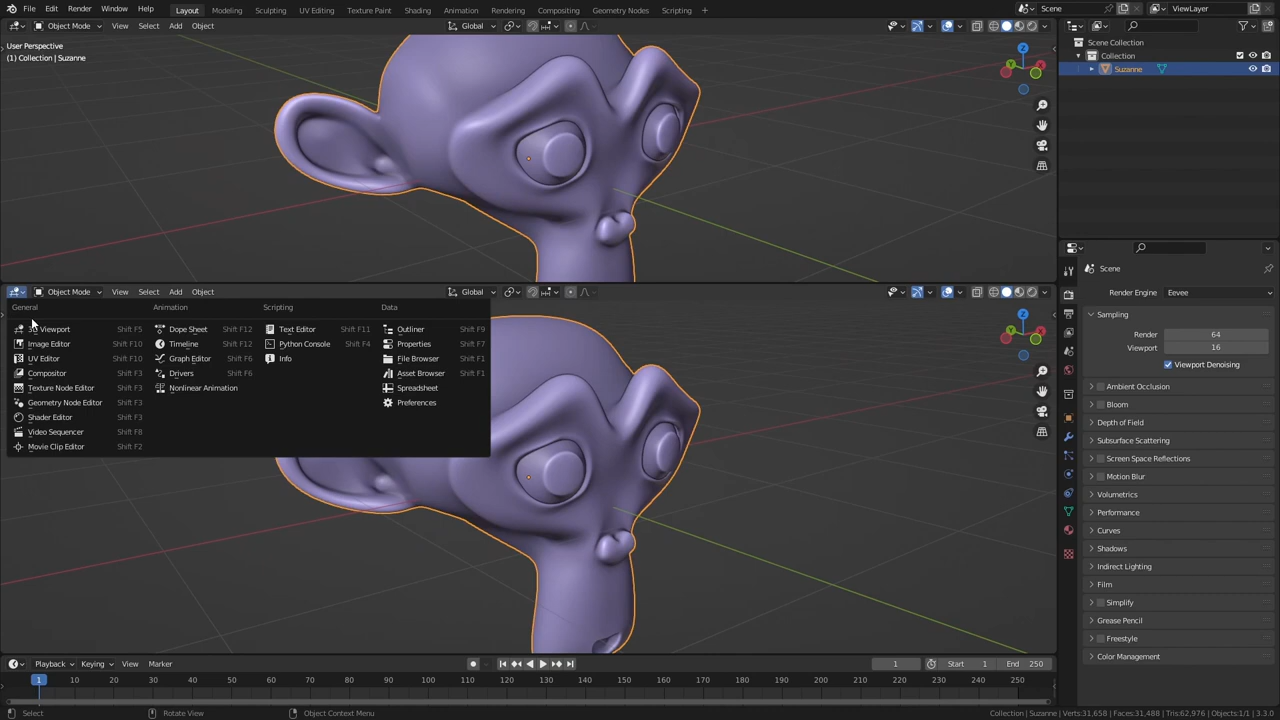 File Edit Render Window Help Layout Modeling Sculpting UV Editing Texture Paint Shading Animation Rendering Compositing Geometry Nodes Scripting + Scene ViewLayer
Object Mode View Select Add Object Global
User Perspective
(1) Collection | Suzanne
Z
Y
X
Scene Collection
Collection
Suzanne
Object Mode View Select Add Object Global
General Animation Scripting Data
3D Viewport Shift F5 Dope Sheet Shift F12 Text Editor Shift F11 Outliner Shift F9
Image Editor Shift F10 Timeline Shift F12 Python Console Shift F4 Properties Shift F7
UV Editor Shift F10 Graph Editor Shift F6 Info File Browser Shift F1
Compositor Shift F3 Drivers Shift F6 Asset Browser Shift F1
Texture Node Editor Shift F3 Nonlinear Animation Spreadsheet
Geometry Node Editor Shift F3 Preferences
Shader Editor Shift F3
Video Sequencer Shift F8
Movie Clip Editor Shift F2
Z
Y
X
Scene
Render Engine Eevee
Sampling
Render 64
Viewport 16
Viewport Denoising
Ambient Occlusion
Bloom
Depth of Field
Subsurface Scattering
Screen Space Reflections
Motion Blur
Volumetrics
Performance
Curves
Shadows
Indirect Lighting
Film
Simplify
Grease Pencil
Freestyle
Color Management
Playback Keying View Marker 1 Start 1 End 250
1 10 20 30 40 50 60 70 80 90 100 110 120 130 140 150 160 170 180 190 200 210 220 230 240 250
Select Rotate View Object Context Menu Collection | Suzanne | Verts:31,658 | Faces:31,488 | Tris:62,976 | Objects:1/1 | 3.3.0